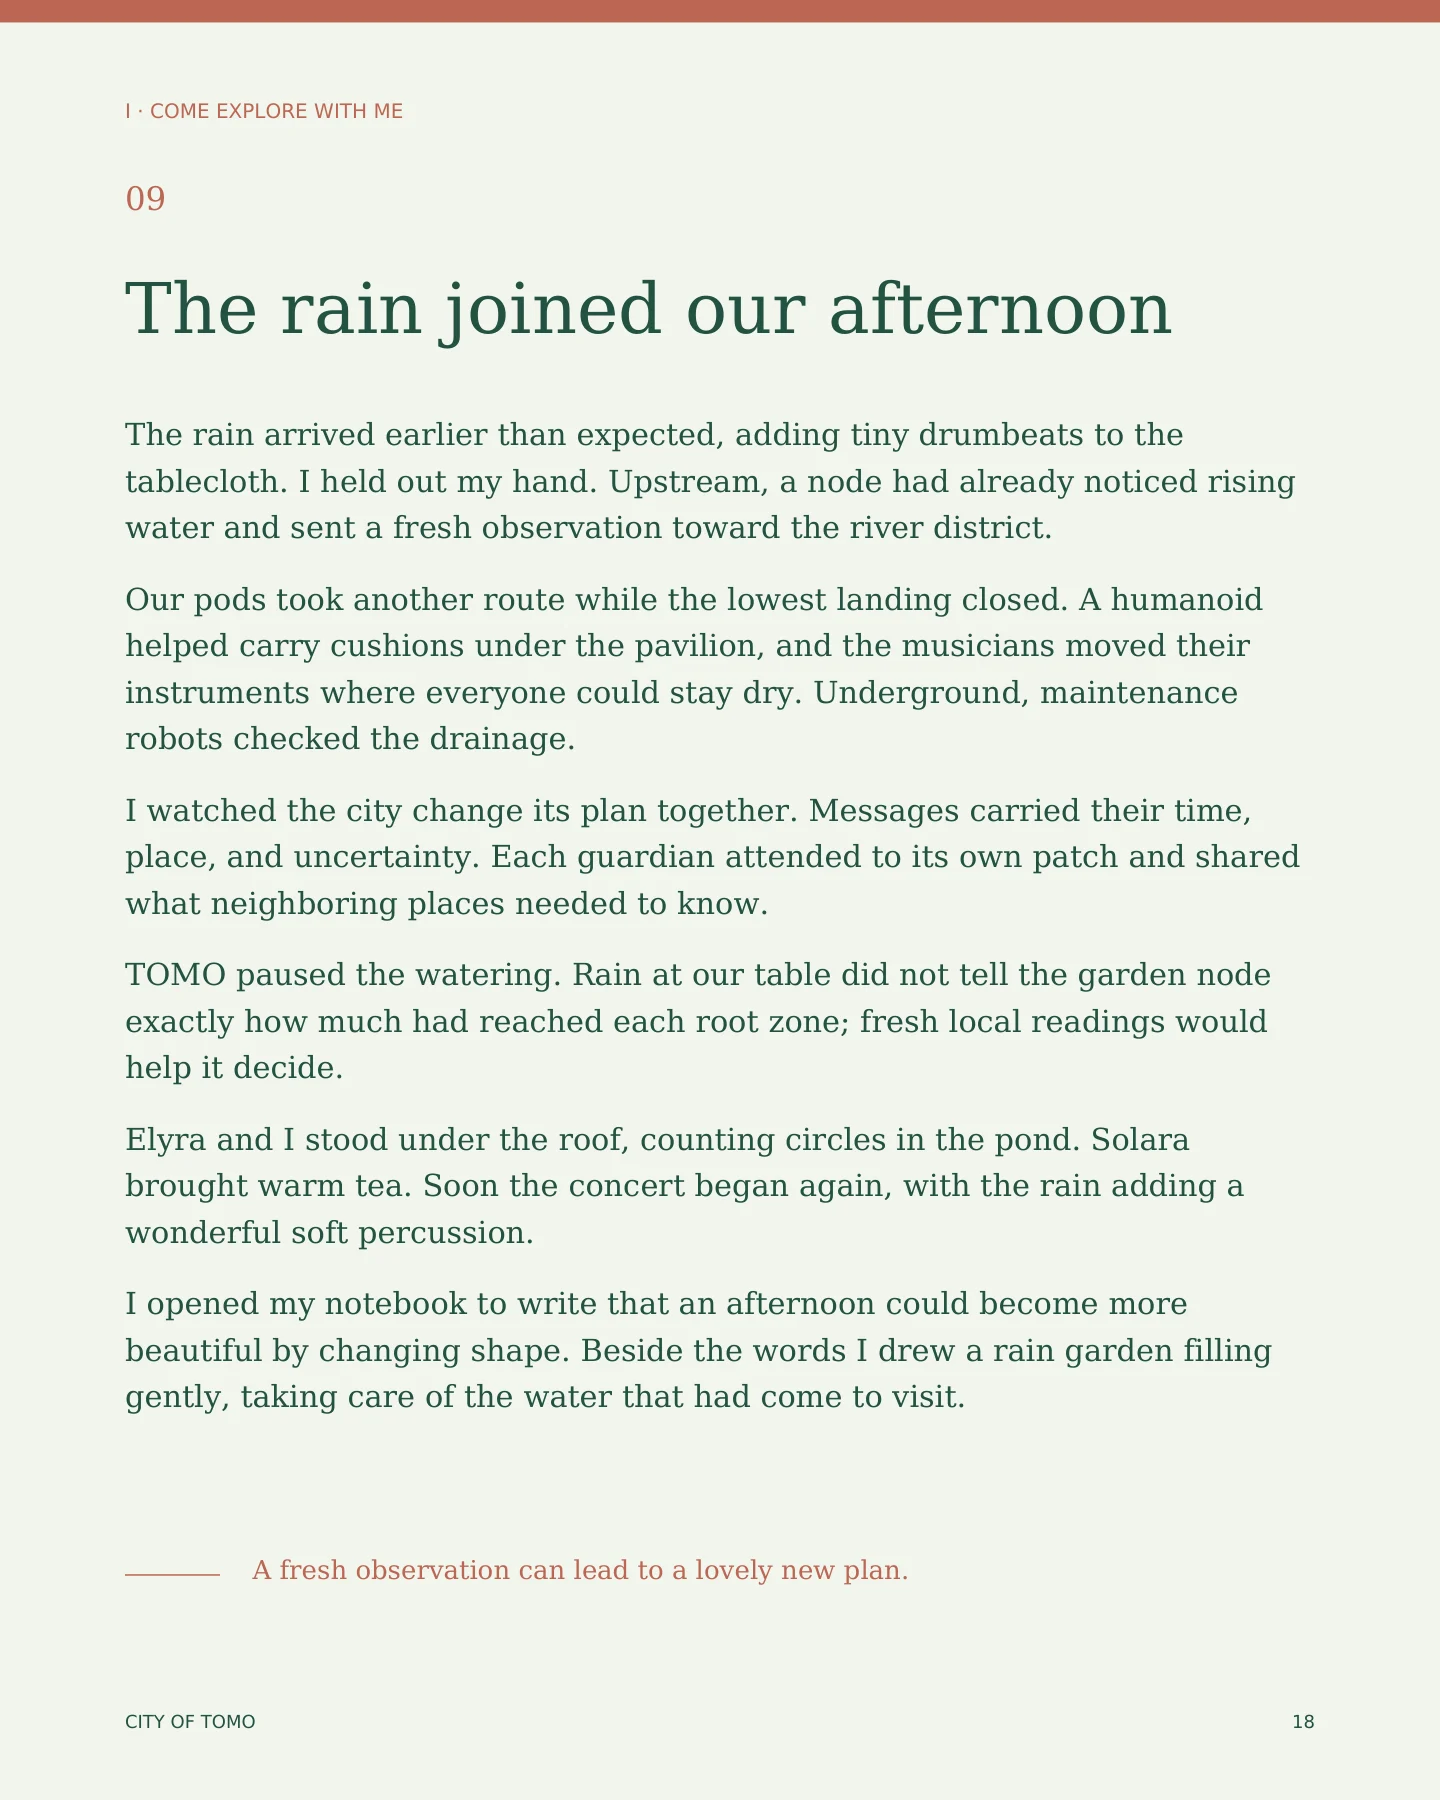 I · COME EXPLORE WITH ME
09
The rain joined our afternoon
The rain arrived earlier than expected, adding tiny drumbeats to the
tablecloth. I held out my hand. Upstream, a node had already noticed rising
water and sent a fresh observation toward the river district.
Our pods took another route while the lowest landing closed. A humanoid
helped carry cushions under the pavilion, and the musicians moved their
instruments where everyone could stay dry. Underground, maintenance
robots checked the drainage.
I watched the city change its plan together. Messages carried their time,
place, and uncertainty. Each guardian attended to its own patch and shared
what neighboring places needed to know.
TOMO paused the watering. Rain at our table did not tell the garden node
exactly how much had reached each root zone; fresh local readings would
help it decide.
Elyra and I stood under the roof, counting circles in the pond. Solara
brought warm tea. Soon the concert began again, with the rain adding a
wonderful soft percussion.
I opened my notebook to write that an afternoon could become more
beautiful by changing shape. Beside the words I drew a rain garden filling
gently, taking care of the water that had come to visit.
A fresh observation can lead to a lovely new plan.
CITY OF TOMO
18